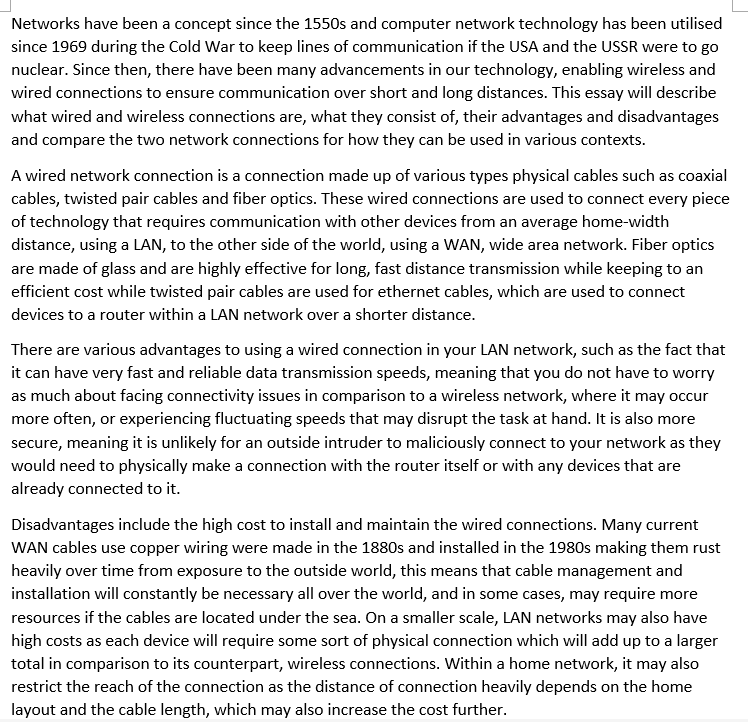 Networks have been a concept since the 1550s and computer network technology has been utilised
since 1969 during the Cold War to keep lines of communication if the USA and the USSR were to go
nuclear. Since then, there have been many advancements in our technology, enabling wireless and
wired connections to ensure communication over short and long distances. This essay will describe
what wired and wireless connections are, what they consist of, their advantages and disadvantages
and compare the two network connections for how they can be used in various contexts.
A wired network connection is a connection made up of various types physical cables such as coaxial
cables, twisted pair cables and fiber optics. These wired connections are used to connect every piece
of technology that requires communication with other devices from an average home-width
distance, using a LAN, to the other side of the world, using a WAN, wide area network. Fiber optics
are made of glass and are highly effective for long, fast distance transmission while keeping to an
efficient cost while twisted pair cables are used for ethernet cables, which are used to connect
devices to a router within a LAN network over a shorter distance.
There are various advantages to using a wired connection in your LAN network, such as the fact that
it can have very fast and reliable data transmission speeds, meaning that you do not have to worry
as much about facing connectivity issues in comparison to a wireless network, where it may occur
more often, or experiencing fluctuating speeds that may disrupt the task at hand. It is also more
secure, meaning it is unlikely for an outside intruder to maliciously connect to your network as they
would need to physically make a connection with the router itself or with any devices that are
already connected to it.
Disadvantages include the high cost to install and maintain the wired connections. Many current
WAN cables use copper wiring were made in the 1880s and installed in the 1980s making them rust
heavily over time from exposure to the outside world, this means that cable management and
installation will constantly be necessary all over the world, and in some cases, may require more
resources if the cables are located under the sea. On a smaller scale, LAN networks may also have
high costs as each device will require some sort of physical connection which will add up to a larger
total in comparison to its counterpart, wireless connections. Within a home network, it may also
restrict the reach of the connection as the distance of connection heavily depends on the home
layout and the cable length, which may also increase the cost further.